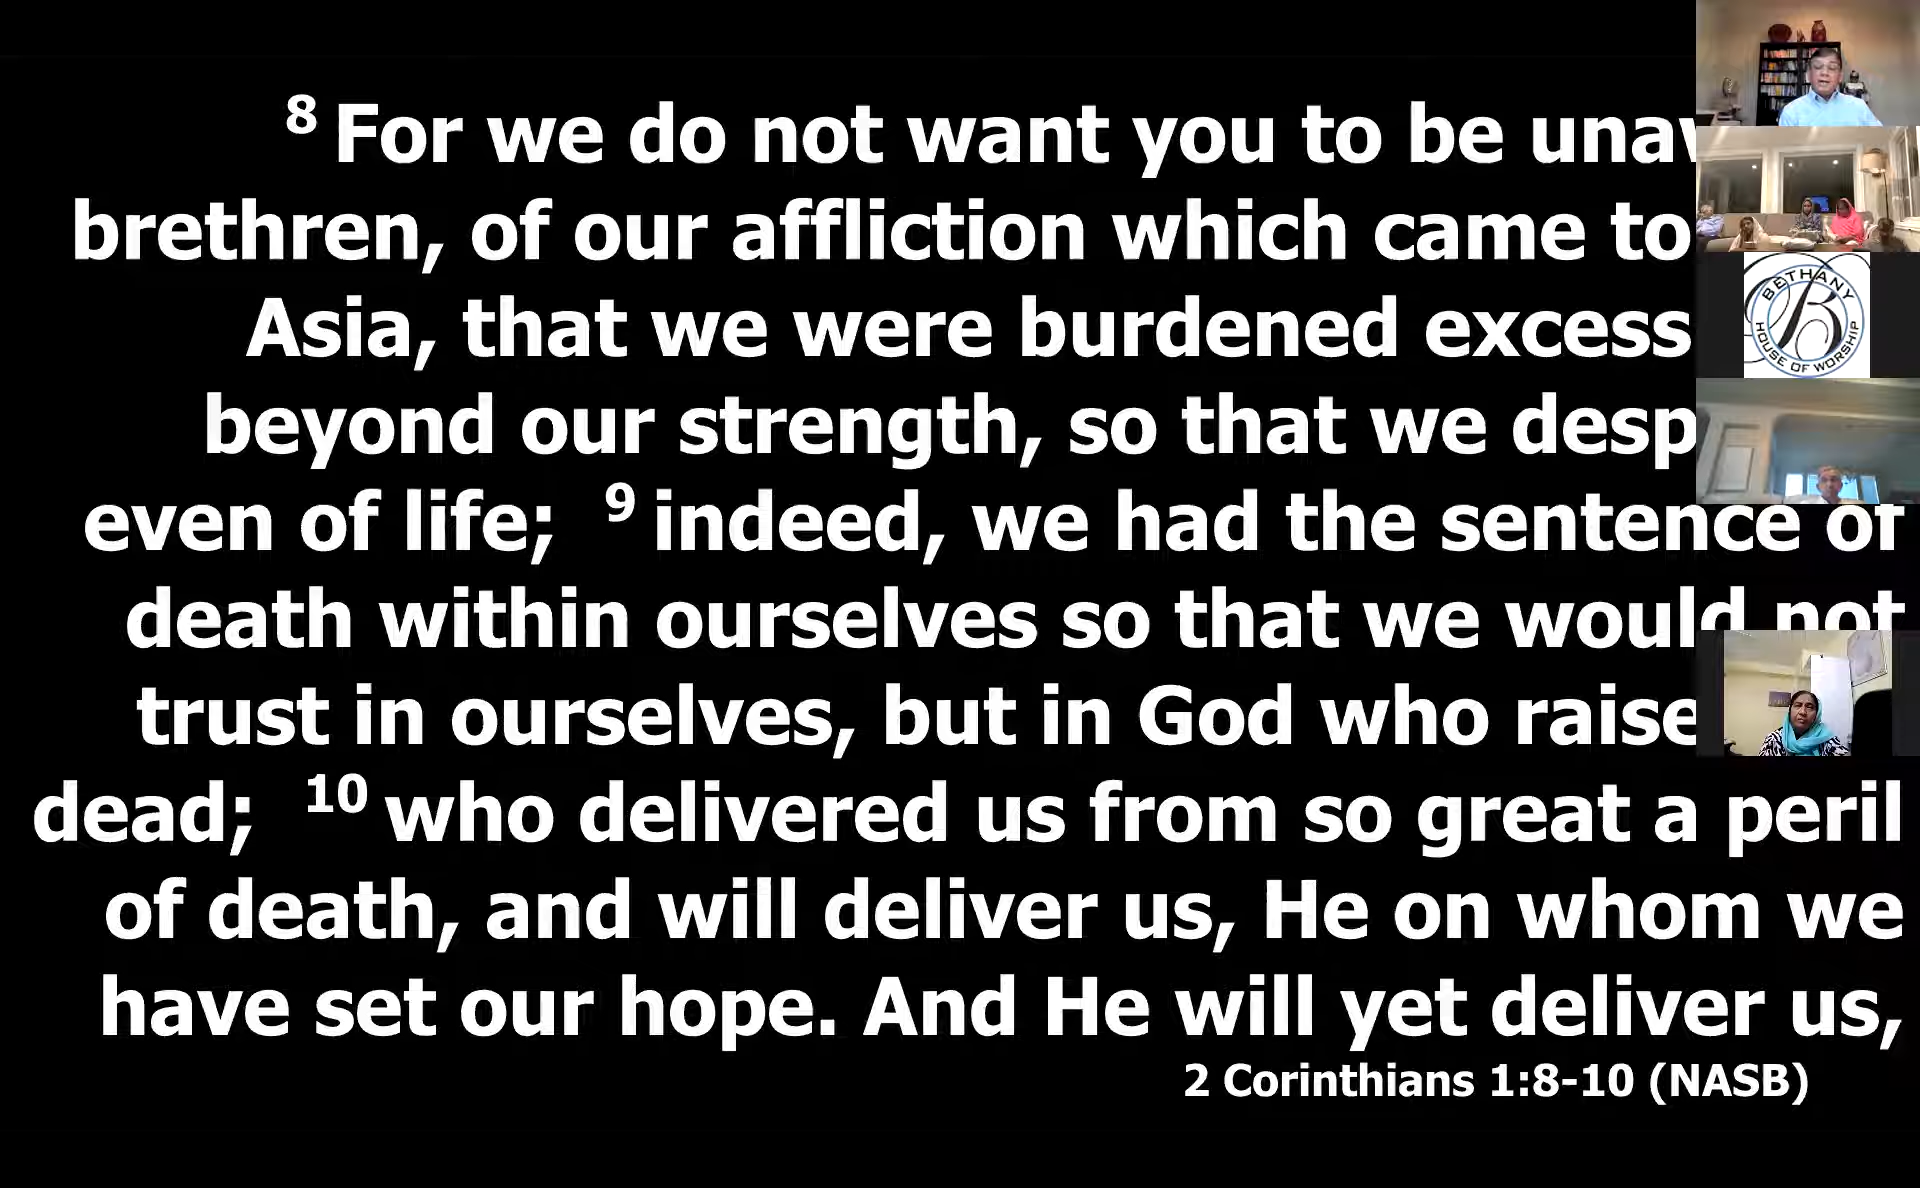 8 For we do not want you to be
brethren, of our affliction which came to
Asia, that we were burdened excess
beyond our strength, so that we desp
even of life; 9 indeed, we had the sentence of
death within ourselves so that we would not
trust in ourselves, but in God who raise
dead; 10 who delivered us from so great a peril
of death, and will deliver us, He on whom we
have set our hope. And He will yet deliver us,
2 Corinthians 1:8-10 (NASB)
BETHANY
B
HOUSE OF WORSHIP